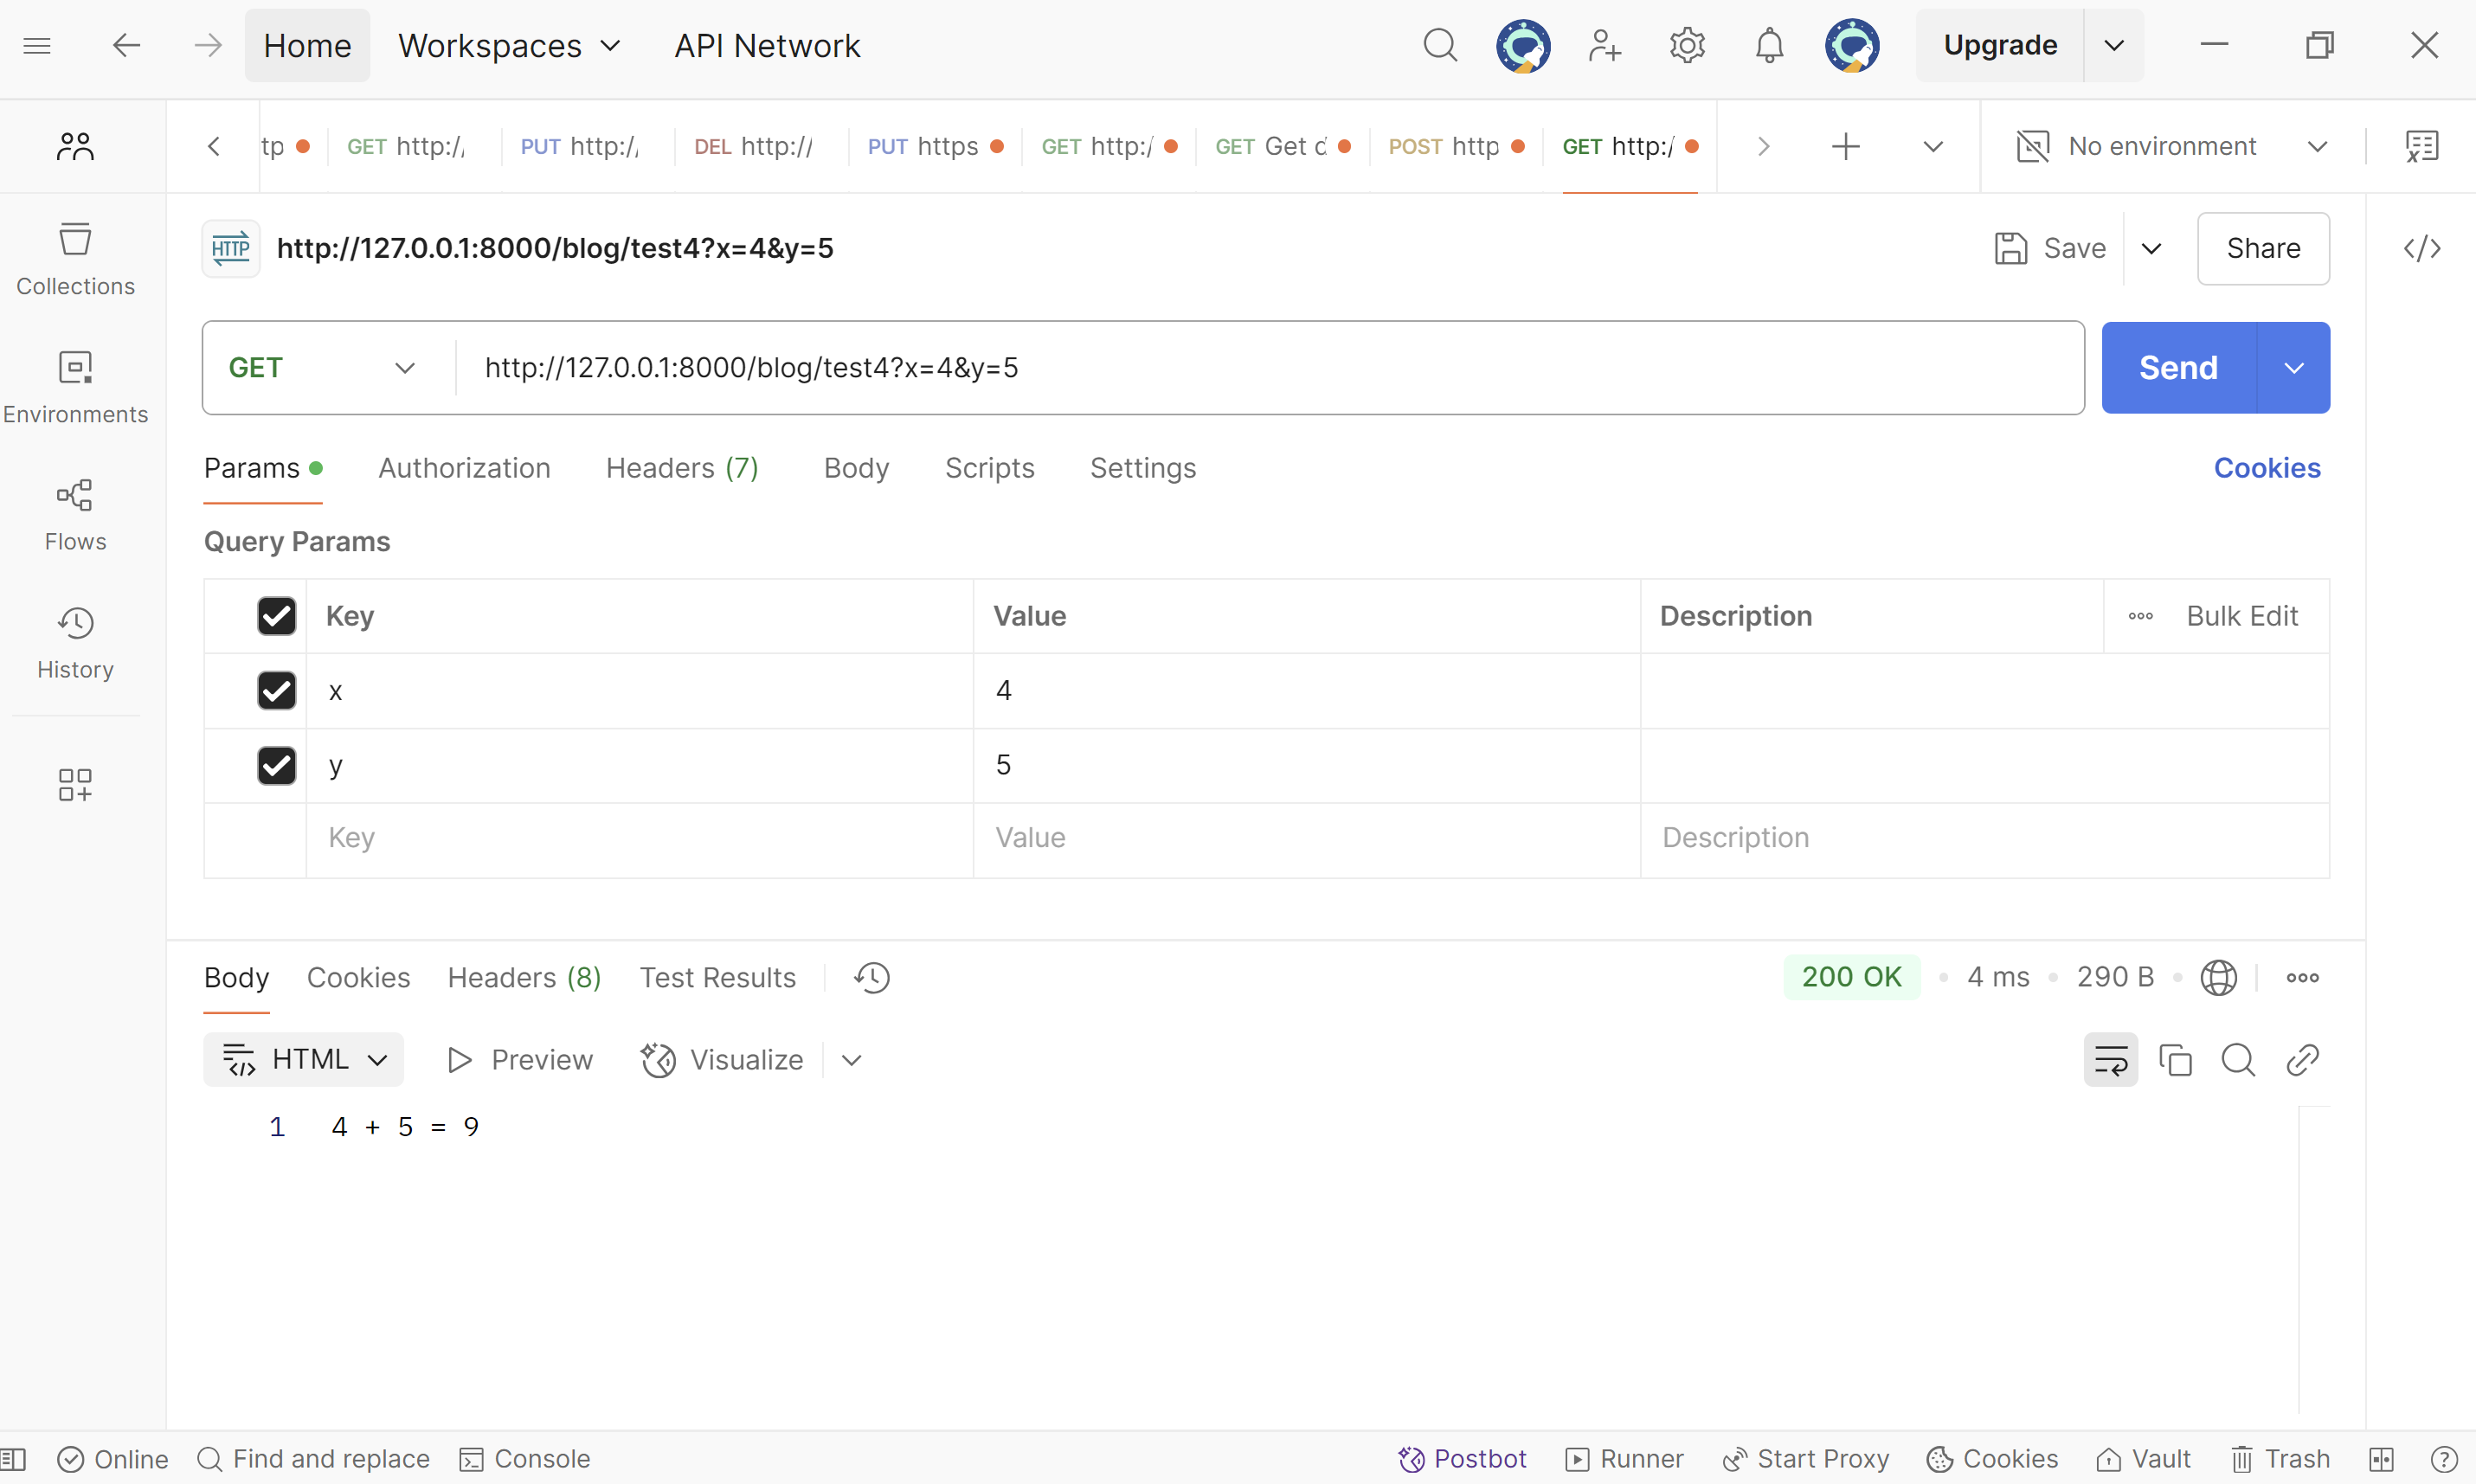 Home Workspaces API Network Upgrade
tp GET http:/, PUT http:/, DEL http:// PUT https GET http:/ GET Get c POST http GET http:/ No environment
HTTP http://127.0.0.1:8000/blog/test4?x=4&y=5 Save Share
GET http://127.0.0.1:8000/blog/test4?x=4&y=5 Send
Collections
Environments
Flows
History
Params Authorization Headers (7) Body Scripts Settings Cookies
Query Params
Key Value Description Bulk Edit
x 4
y 5
Key Value Description
Body Cookies Headers (8) Test Results 200 OK 4 ms 290 B
HTML Preview Visualize
1 4 + 5 = 9
Online Find and replace Console Postbot Runner Start Proxy Cookies Vault Trash